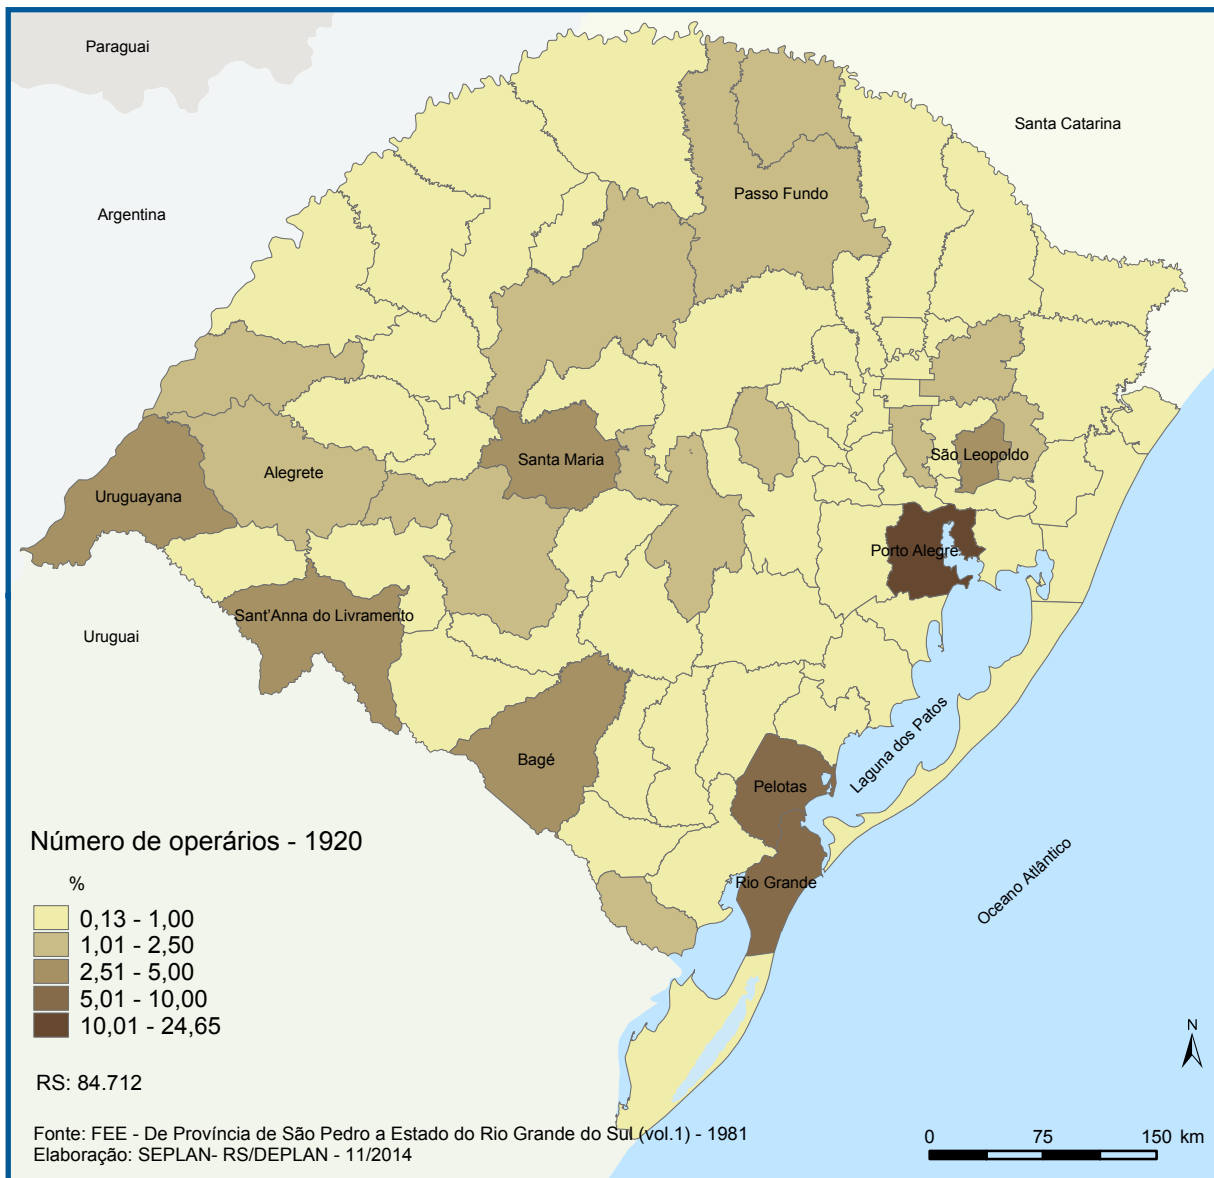 Paraguai
Santa Catarina
Passo Fundo
Argentina
Alegrete
Santa Maria
São Leopoldo
Uruguayana
Porto Alegre
Sant'Anna do Livramento
Uruguai
Laguna dos Patos
Bagé
Pelotas
Rio Grande
Oceano Atlântico
Número de operários - 1920
%
0,13 - 1,00
1,01 - 2,50
2,51 - 5,00
5,01 - 10,00
10,01 - 24,65
N
RS: 84.712
Fonte: FEE - De Província de São Pedro a Estado do Rio Grande do Sul (vol.1) - 1981
Elaboração: SEPLAN- RS/DEPLAN - 11/2014
0 75 150 km